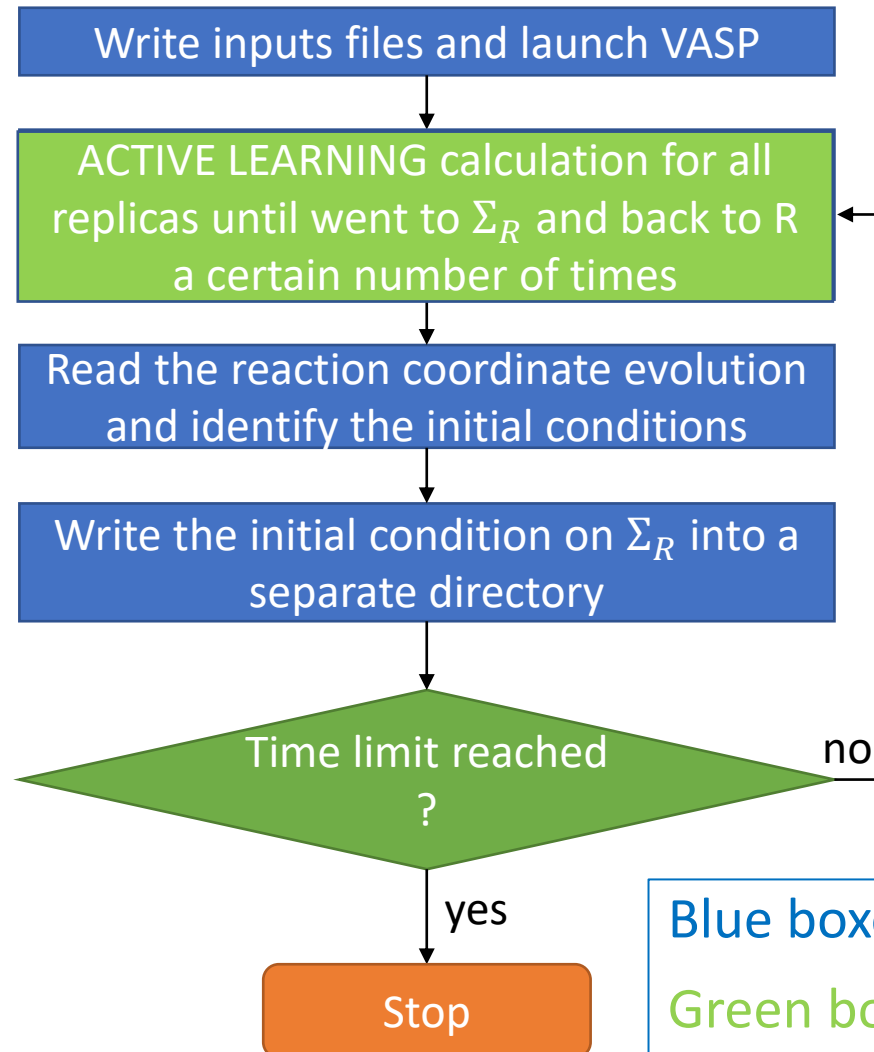 Write inputs files and launch VASP
ACTIVE LEARNING calculation for all
replicas until went to Σ_R and back to R
a certain number of times
Read the reaction coordinate evolution
and identify the initial conditions
Write the initial condition on Σ_R into a
separate directory
Time limit reached
?
no
yes
Stop
Blue
Green